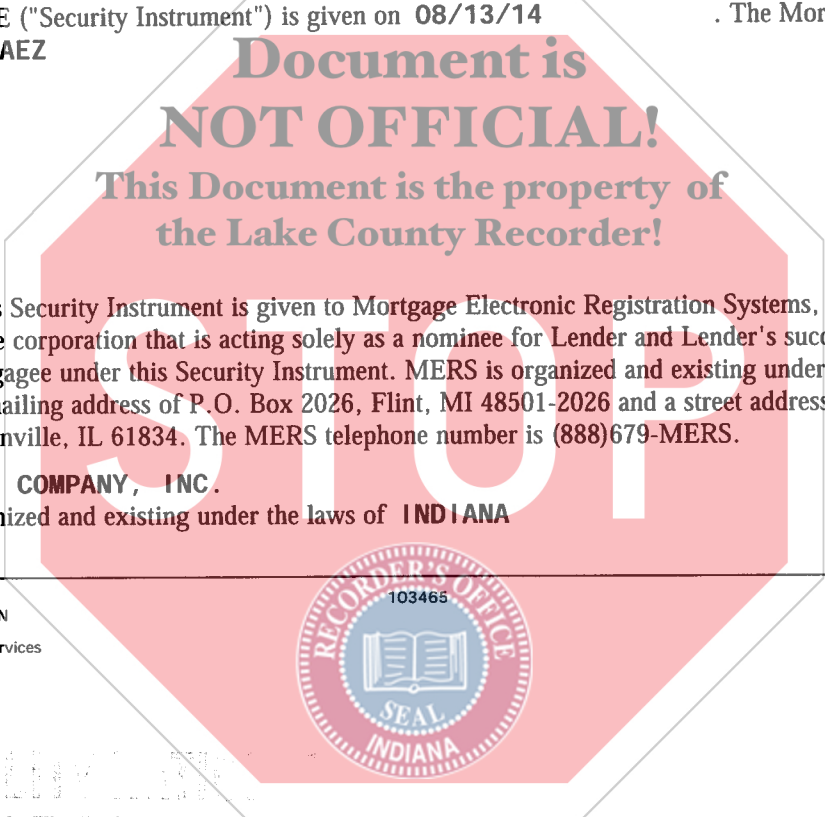 E ("Security Instrument") is given on 08/13/14 . The Mor
AEZ
Document is
NOT OFFICIAL!
This Document is the property of
the Lake County Recorder!
s Security Instrument is given to Mortgage Electronic Registration Systems,
e corporation that is acting solely as a nominee for Lender and Lender's succ
gagee under this Security Instrument. MERS is organized and existing under
ailing address of P.O. Box 2026, Flint, MI 48501-2026 and a street address
nville, IL 61834. The MERS telephone number is (888)679-MERS.
STOP
COMPANY, INC.
nized and existing under the laws of INDIANA
103465
RECORDER'S OFFICE
SEAL
INDIANA
N
rvices